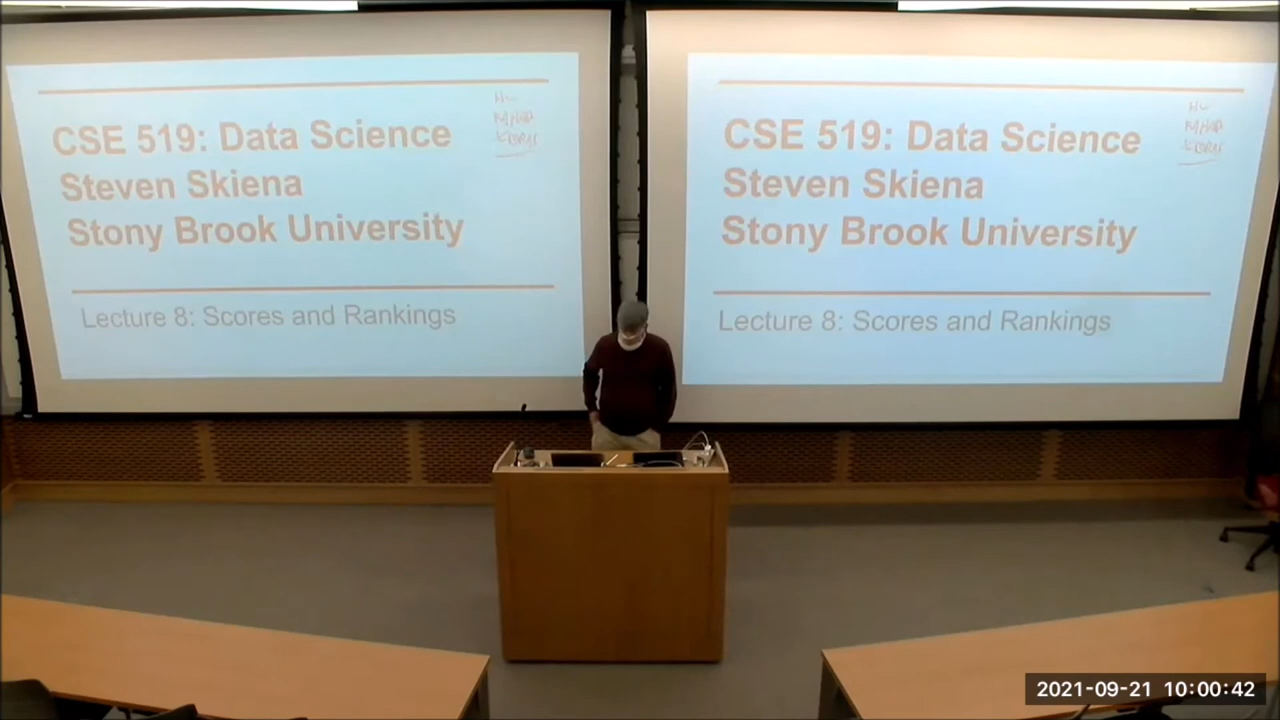 CSE 519: Data Science
Steven Skiena
Stony Brook University
Lecture 8: Scores and Rankings
CSE 519: Data Science
Steven Skiena
Stony Brook University
Lecture 8: Scores and Rankings
2021-09-21 10:00:42